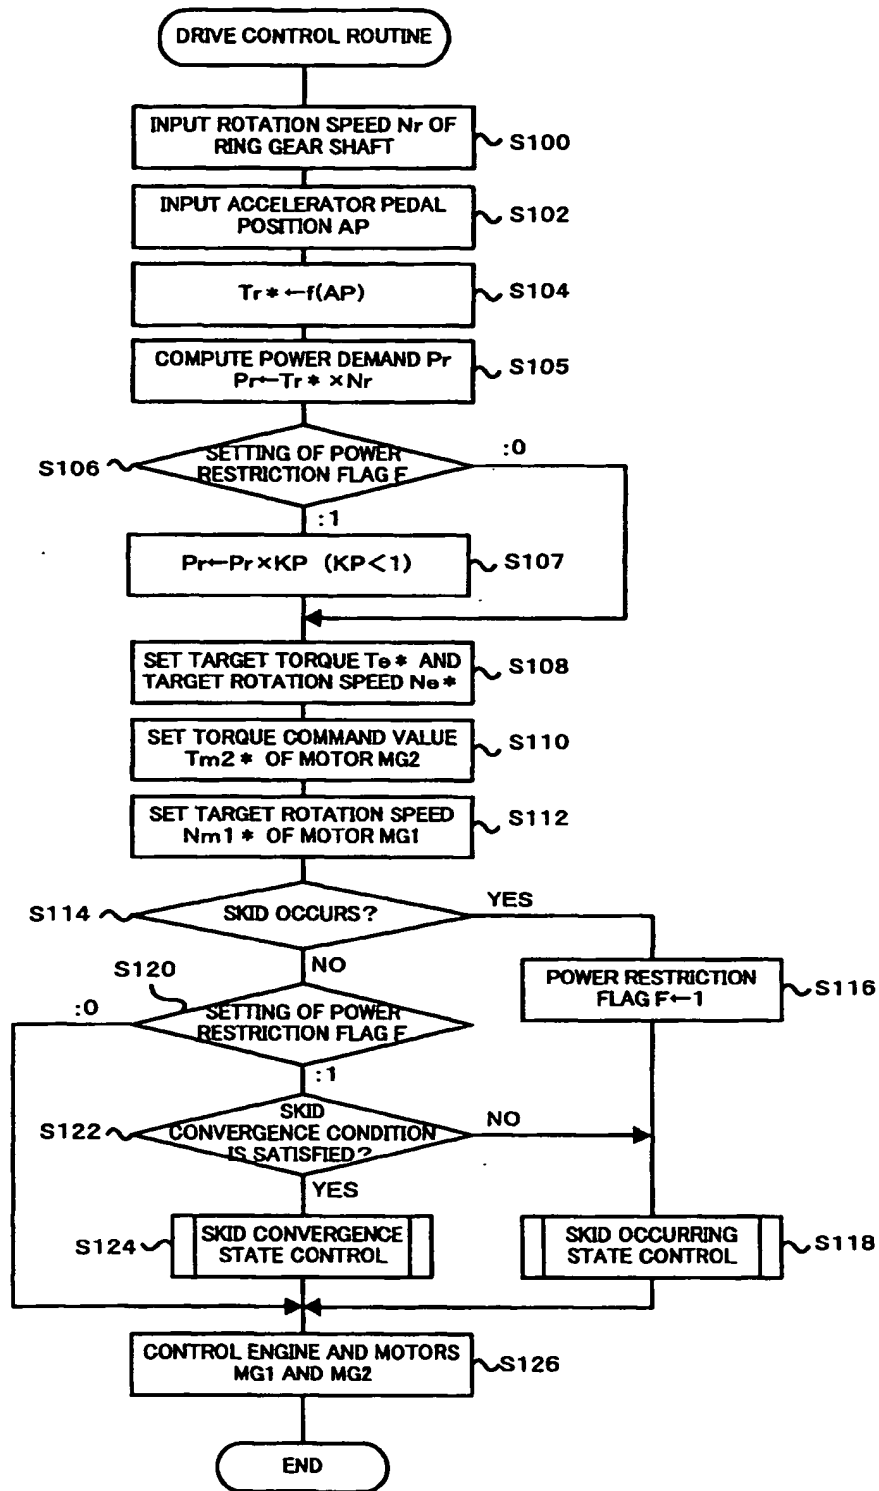 DRIVE CONTROL ROUTINE
INPUT ROTATION SPEED Nr OF
RING GEAR SHAFT
S100
INPUT ACCELERATOR PEDAL
POSITION AP
S102
Tr*←f(AP)
S104
COMPUTE POWER DEMAND Pr
Pr←Tr*×Nr
S105
SETTING OF POWER
RESTRICTION FLAG F
S106
:0
:1
Pr←Pr×KP (KP<1)
S107
SET TARGET TORQUE Te* AND
TARGET ROTATION SPEED Ne*
S108
SET TORQUE COMMAND VALUE
Tm2* OF MOTOR MG2
S110
SET TARGET ROTATION SPEED
Nm1* OF MOTOR MG1
S112
S114
SKID OCCURS?
YES
NO
POWER RESTRICTION
FLAG F←1
S116
S120
:0
SETTING OF POWER
RESTRICTION FLAG F
:1
S122
SKID
CONVERGENCE CONDITION
IS SATISFIED?
NO
YES
S124
SKID CONVERGENCE
STATE CONTROL
SKID OCCURRING
STATE CONTROL
S118
CONTROL ENGINE AND MOTORS
MG1 AND MG2
S126
END